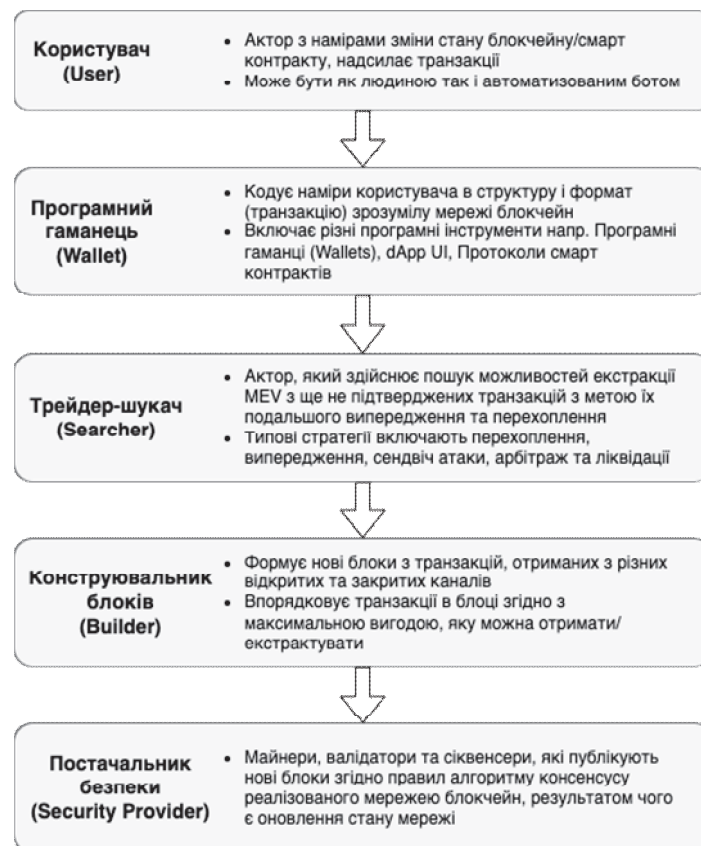 Користувач
(User)
• Актор з намірами зміни стану блокчейну/смарт
контракту, надсилає транзакції
• Може бути як людиною так і автоматизованим ботом
Програмний
гаманець
(Wallet)
• Кодує наміри користувача в структуру і формат
(транзакцію) зрозумілу мережі блокчейн
• Включає різні програмні інструменти напр. Програмні
гаманці (Wallets), dApp UI, Протоколи смарт
контрактів
Трейдер-шукач
(Searcher)
• Актор, який здійснює пошук можливостей екстракції
MEV з ще не підтверджених транзакцій з метою їх
подальшого випередження та перехоплення
• Типові стратегії включають перехоплення,
випередження, сендвіч атаки, арбітраж та ліквідації
Конструювальник
блоків
(Builder)
• Формує нові блоки з транзакцій, отриманих з різних
відкритих та закритих каналів
• Впорядковує транзакції в блоці згідно з
максимальною вигодою, яку можна отримати/
екстрактувати
Постачальник
безпеки
(Security Provider)
• Майнери, валідатори та сіквенсери, які публікують
нові блоки згідно правил алгоритму консенсусу
реалізованого мережею блокчейн, результатом чого
є оновлення стану мережі